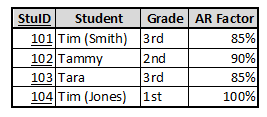 StuID Student Grade AR Factor
101 Tim (Smith) 3rd 85%
102 Tammy 2nd 90%
103 Tara 3rd 85%
104 Tim (Jones) 1st 100%